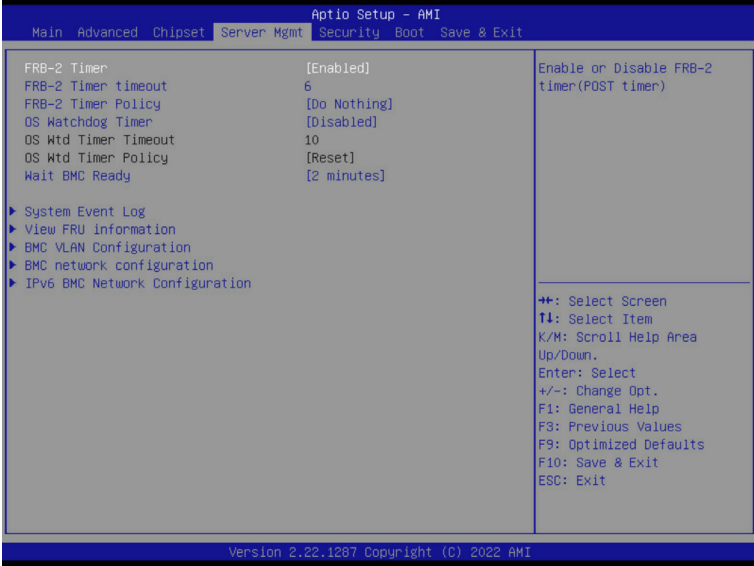 Aptio Setup – AMI
Main Advanced Chipset Server Mgmt Security Boot Save & Exit
FRB-2 Timer [Enabled]
FRB-2 Timer timeout 6
FRB-2 Timer Policy [Do Nothing]
OS Watchdog Timer [Disabled]
OS Wtd Timer Timeout 10
OS Wtd Timer Policy [Reset]
Wait BMC Ready [2 minutes]
System Event Log
View FRU information
BMC VLAN Configuration
BMC network configuration
IPv6 BMC Network Configuration
Enable or Disable FRB-2
timer(POST timer)
→←: Select Screen
↑↓: Select Item
K/M: Scroll Help Area
Up/Down.
Enter: Select
+/-: Change Opt.
F1: General Help
F3: Previous Values
F9: Optimized Defaults
F10: Save & Exit
ESC: Exit
Version 2.22.1287 Copyright (C) 2022 AMI